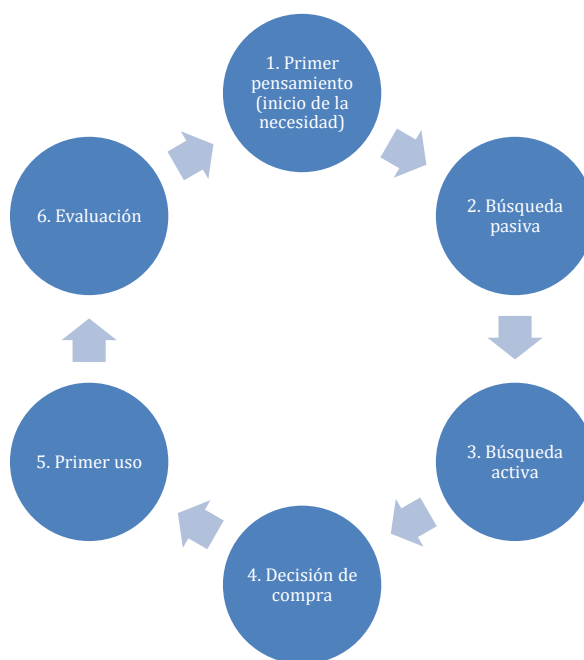 1. Primer
pensamiento
(inicio de la
necesidad)
2. Búsqueda
pasiva
3. Búsqueda
activa
4. Decisión de
compra
5. Primer uso
6. Evaluación